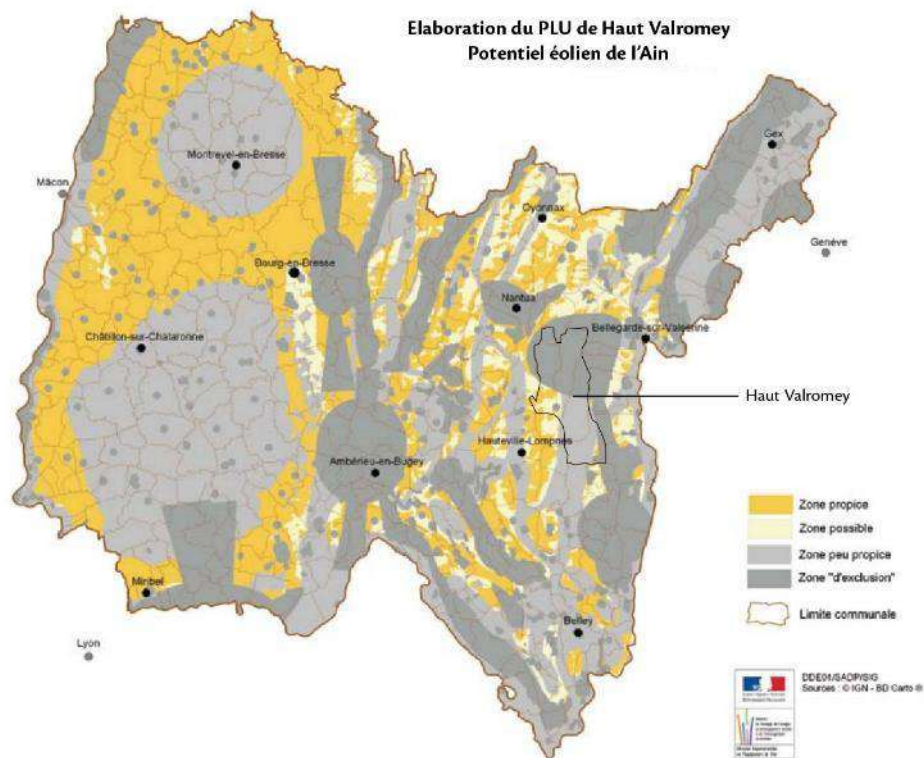 Elaboration du PLU de Haut Valromey
Potentiel éolien de l'Ain
Gex
Montrevel-en-Bresse
Mâcon
Oyonnax
Genève
Bourg-en-Bresse
Nantua
Bellegarde-sur-Valserine
Châtillon-sur-Chalaronne
Haut Valromey
Hauteville-Lompnes
Ambérieu-en-Bugey
Zone propice
Zone possible
Zone peu propice
Zone "d'exclusion"
Limite communale
Miribel
Belley
Lyon
DDE01/SADP/SIG
Sources : © IGN - BD Carto ®